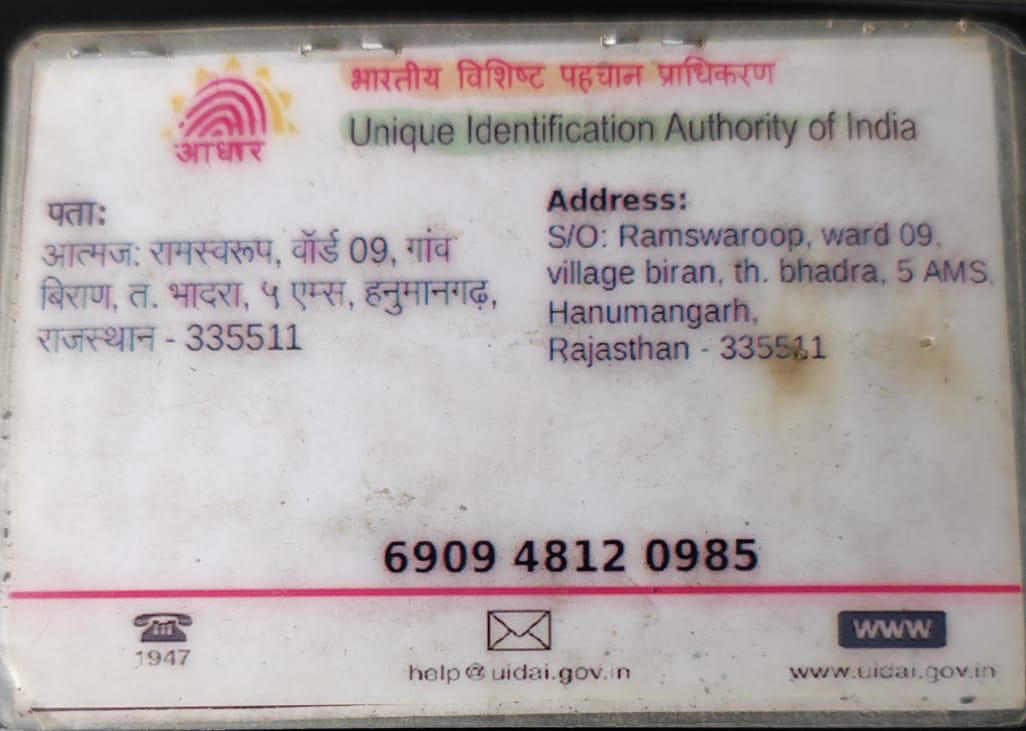 भारतीय विशिष्ट पहचान प्राधिकरण
Unique Identification Authority of India
आधार
पता:
आत्मज: रामस्वरूप, वॉर्ड 09, गांव
बिराण, त. भादरा, ५ एम्स, हनुमानगढ़,
राजस्थान - 335511
Address:
S/O: Ramswaroop, ward 09,
village biran, th. bhadra, 5 AMS,
Hanumangarh,
Rajasthan - 335511
6909 4812 0985
1947
help@uidai.gov.in
www
www.uidai.gov.in